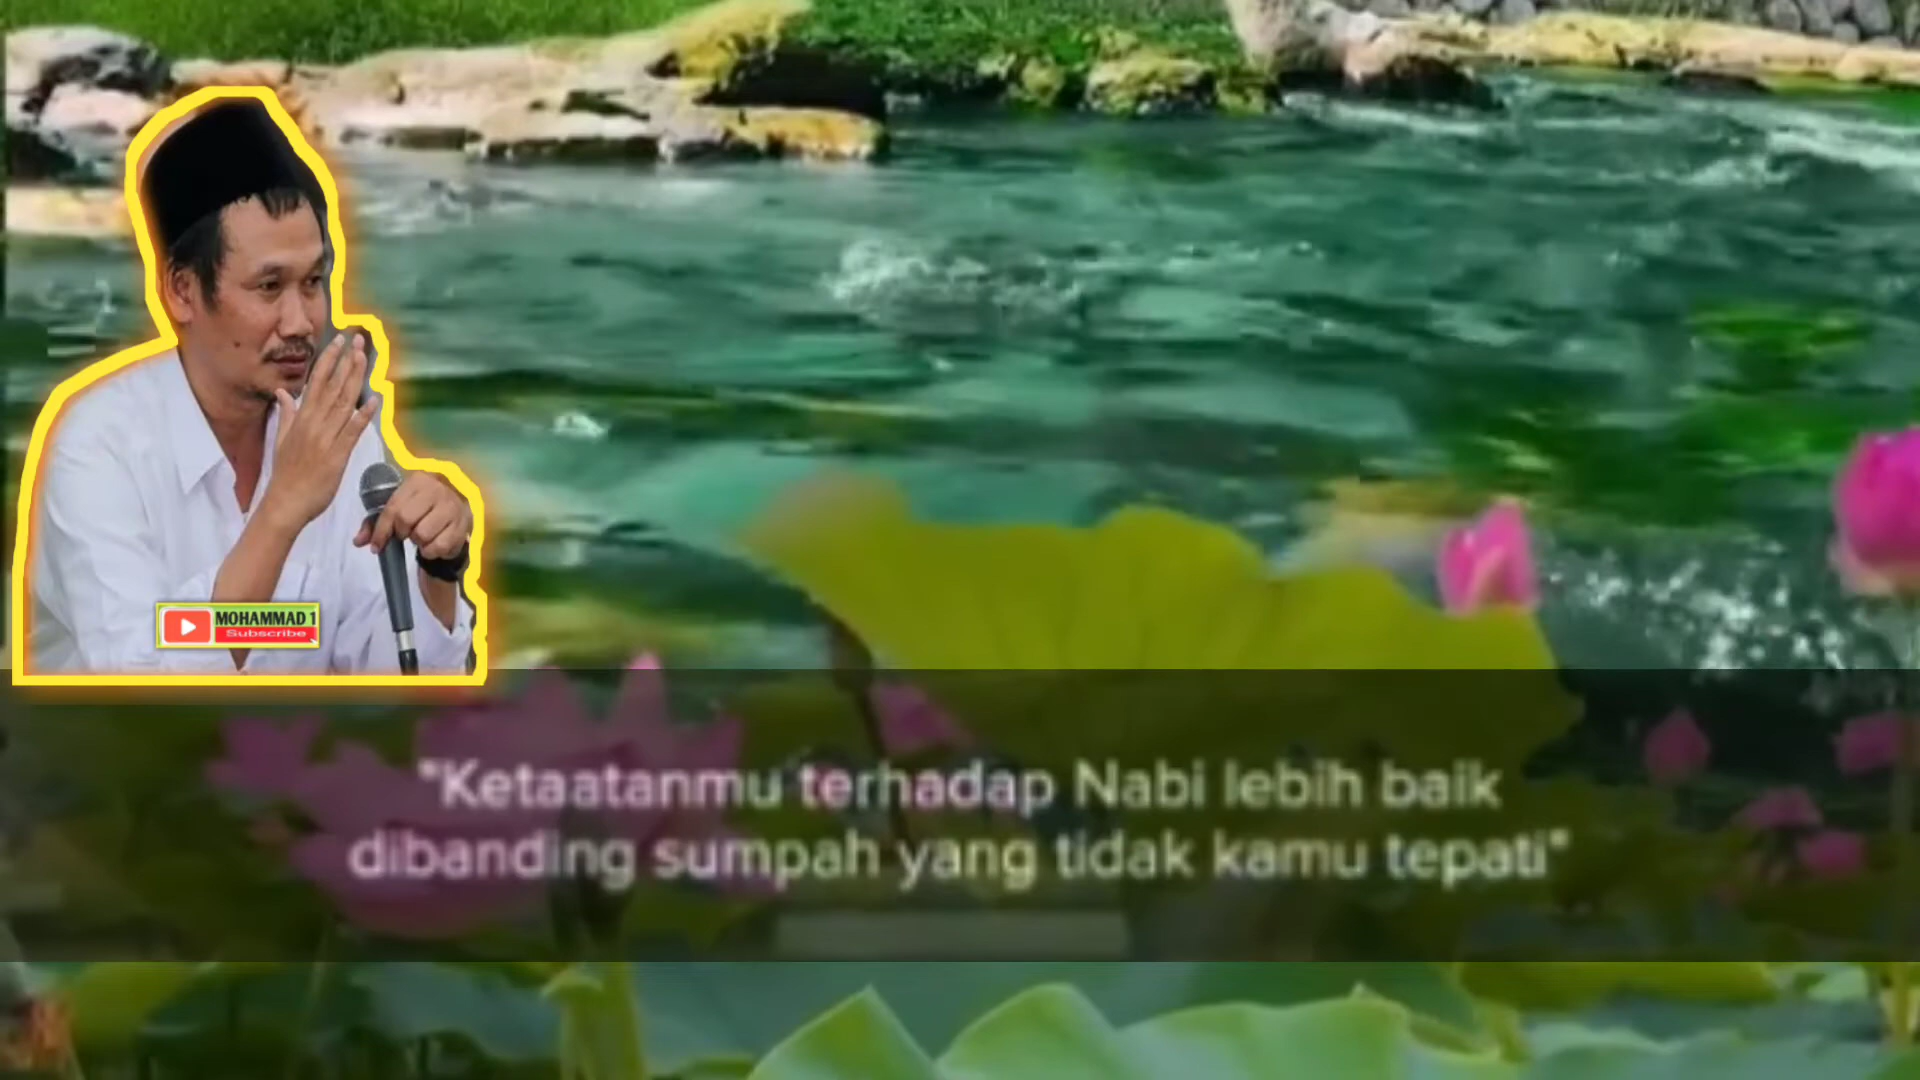 MOHAMMAD 1
Subscribe
"Ketaatanmu terhadap Nabi lebih baik
dibanding sumpah yang tidak kamu tepati"